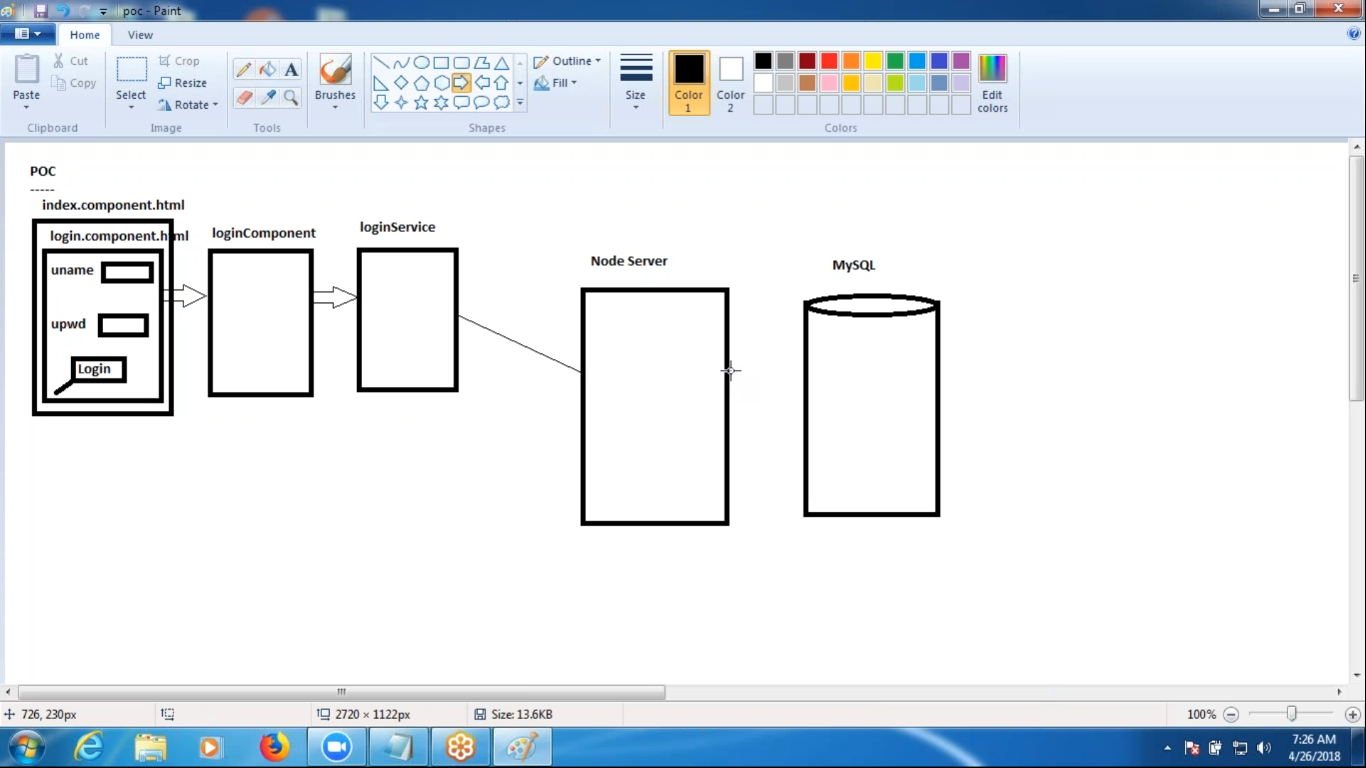 poc - Paint
Home View
Paste
Cut
Copy
Clipboard
Select
Crop
Resize
Rotate
Image
A
Tools
Brushes
Outline
Fill
Shapes
Size
Color 1
Color 2
Edit colors
Colors
POC
-----
index.component.html
login.component.html
uname
upwd
Login
loginComponent
loginService
Node Server
MySQL
726, 230px
2720 × 1122px
Size: 13.6KB
100%
7:26 AM
4/26/2018